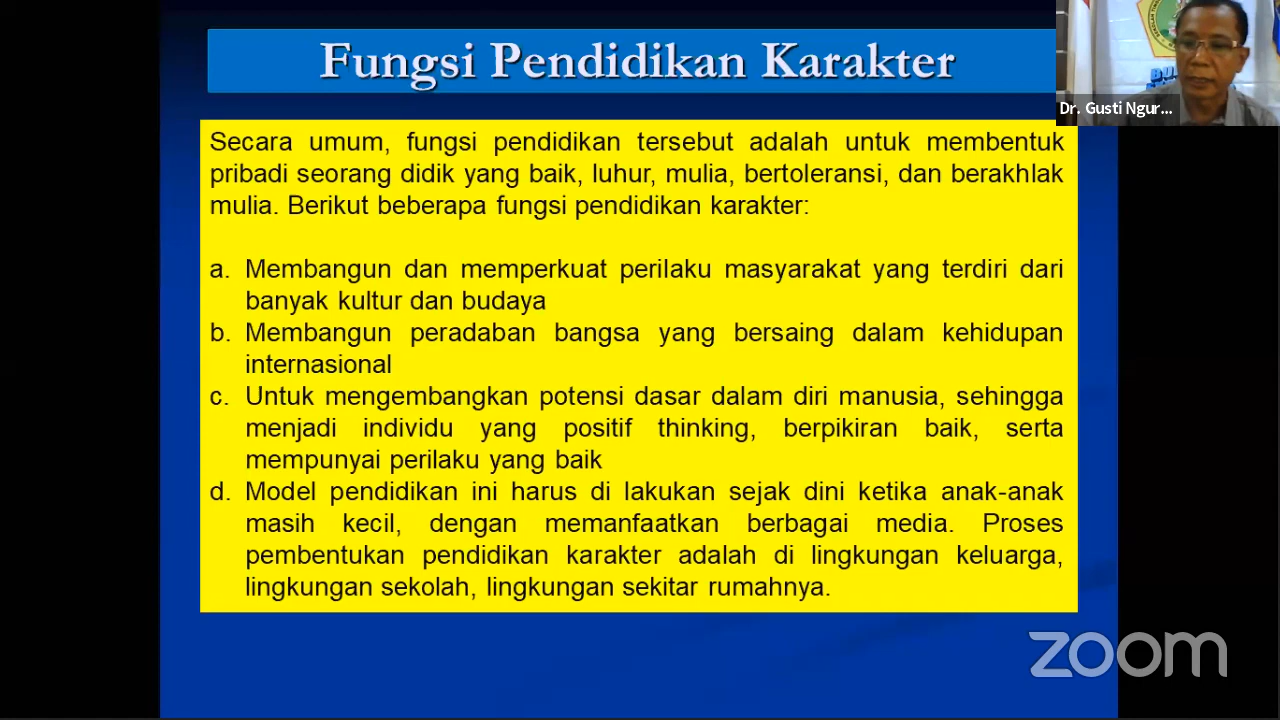 Fungsi Pendidikan Karakter
Dr. Gusti Ngur...
Secara umum, fungsi pendidikan tersebut adalah untuk membentuk
pribadi seorang didik yang baik, luhur, mulia, bertoleransi, dan berakhlak
mulia. Berikut beberapa fungsi pendidikan karakter:
a. Membangun dan memperkuat perilaku masyarakat yang terdiri dari
banyak kultur dan budaya
b. Membangun peradaban bangsa yang bersaing dalam kehidupan
internasional
c. Untuk mengembangkan potensi dasar dalam diri manusia, sehingga
menjadi individu yang positif thinking, berpikiran baik, serta
mempunyai perilaku yang baik
d. Model pendidikan ini harus di lakukan sejak dini ketika anak-anak
masih kecil, dengan memanfaatkan berbagai media. Proses
pembentukan pendidikan karakter adalah di lingkungan keluarga,
lingkungan sekolah, lingkungan sekitar rumahnya.
zoom